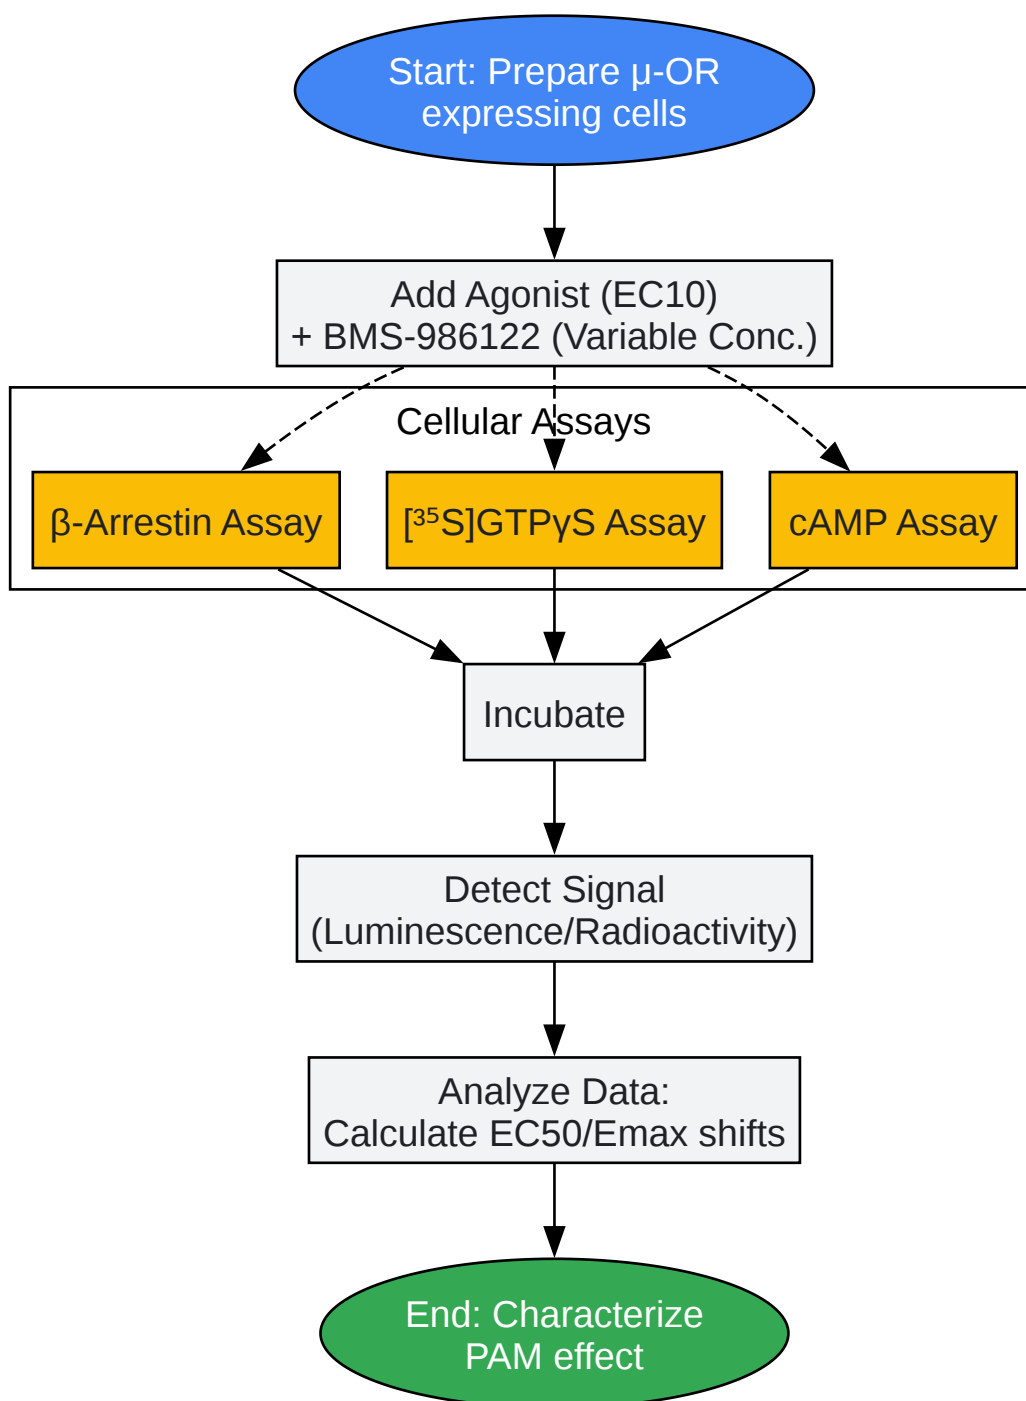 Start: Prepare μ-OR
expressing cells
Add Agonist (EC10)
+ BMS-986122 (Variable Conc.)
Cellular Assays
β-Arrestin Assay
[³⁵S]GTPγS Assay
cAMP Assay
Incubate
Detect Signal
(Luminescence/Radioactivity)
Analyze Data:
Calculate EC50/Emax shifts
End: Characterize
PAM effect